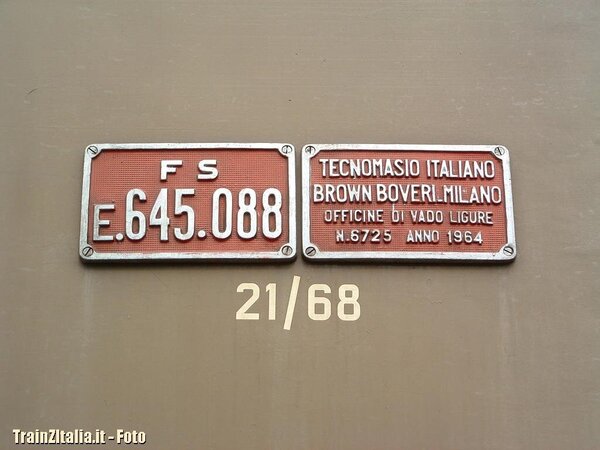 F S
E.645.088
TECNOMASIO ITALIANO
BROWN BOVERI.MILANO
OFFICINE DI VADO LIGURE
N.6725 ANNO 1964
21/68
TrainZItalia.it - Foto